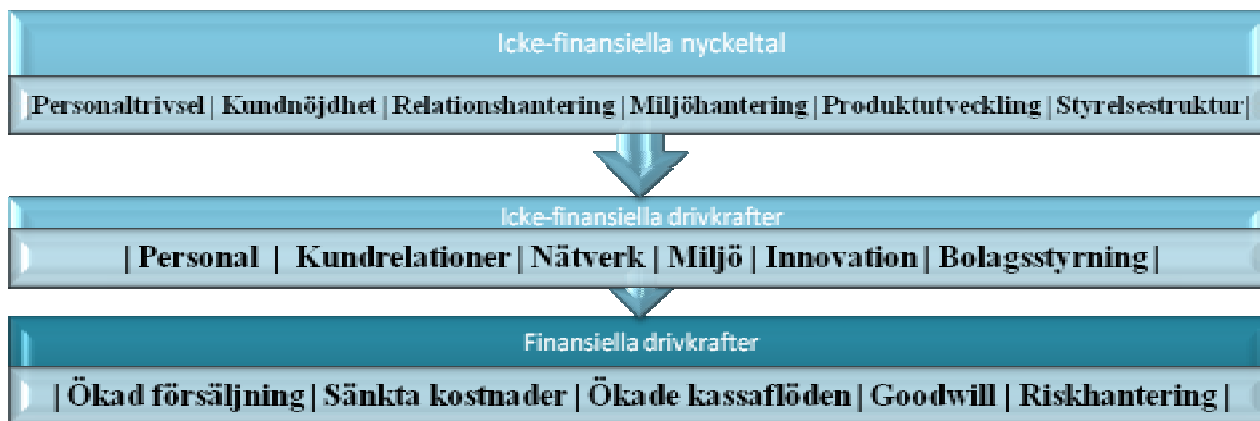 Icke-finansiella nyckeltal
|Personaltrivsel| Kundnöjdhet| Relationshantering| Miljöhantering| Produktutveckling| Styrelsestruktur|
Icke-finansiella drivkrafter
| Personal | Kundrelationer| Nätverk| Miljö| Innovation| Bolagsstyrning|
Finansiella drivkrafter
| Ökad försäljning| Sänkta kostnader| Ökade kassaflöden| Goodwill| Riskhantering|